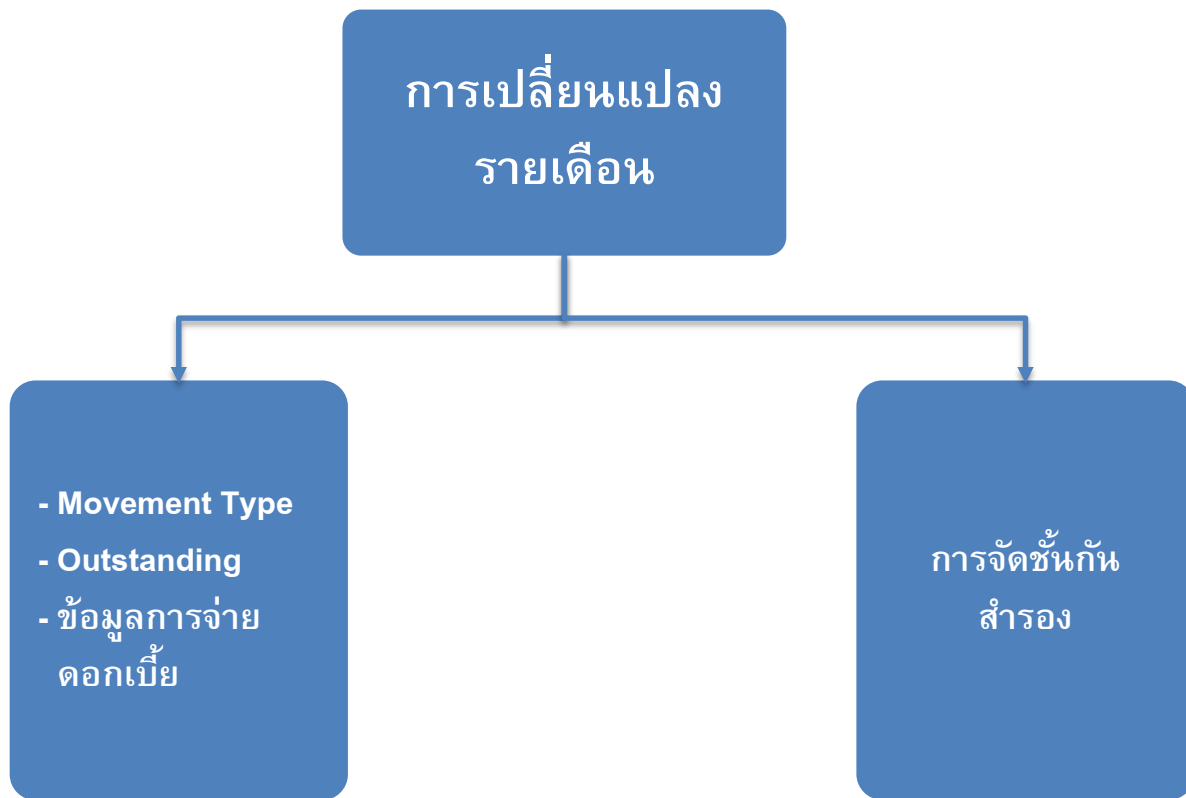 การเปลี่ยนแปลง
รายเดือน
- Movement Type
- Outstanding
- ข้อมูลการจ่าย
ดอกเบี้ย
การจัดชั้นกัน
สำรอง